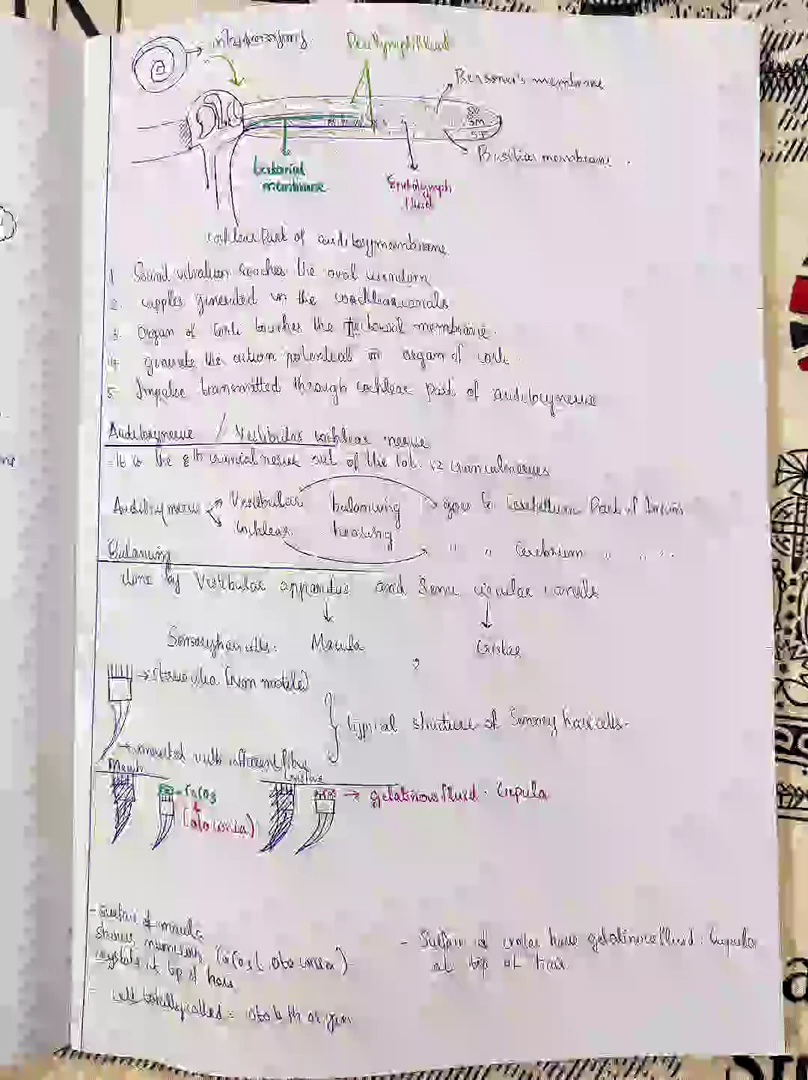 Perilymph fluid
Reissner's membrane
SM
ST
Basilar membrane
tectorial
membrane
Endolymph
fluid
cochlear Part of auditory membrane
1 Sound vibration reaches the oval
2 ripples generated in the cochlear canals
3 Organ of Corti touches the Tectorial membrane.
4 generate the action potential in organ of corti
5 Impulse transmitted through cochlear part of auditory nerve
Auditory nerve / Vestibular cochlear nerve
- It is the 8th cranial nerve out of the tot. 12 cranial nerves
Auditory nerve Vestibular balancing goes to Part of brain
Cochlear hearing " " Cerebrum " " "
Balancing
done by Vestibular apparatus and Semi circular canals
Sensory hair cells: Macula , Cristae
→ Stereocilia (non motile)
typical structure of Sensory hair cells
→ connected with afferent fibre
Macula
CaCO3
(otoconia)
→ gelatinous fluid. Cupula
- Surface of macula
shows numerous CaCO3 (otoconia)
crystals at top of hair
- Surface of cristae have gelatinous fluid: Cupula
at top of hair
called = otolith organ